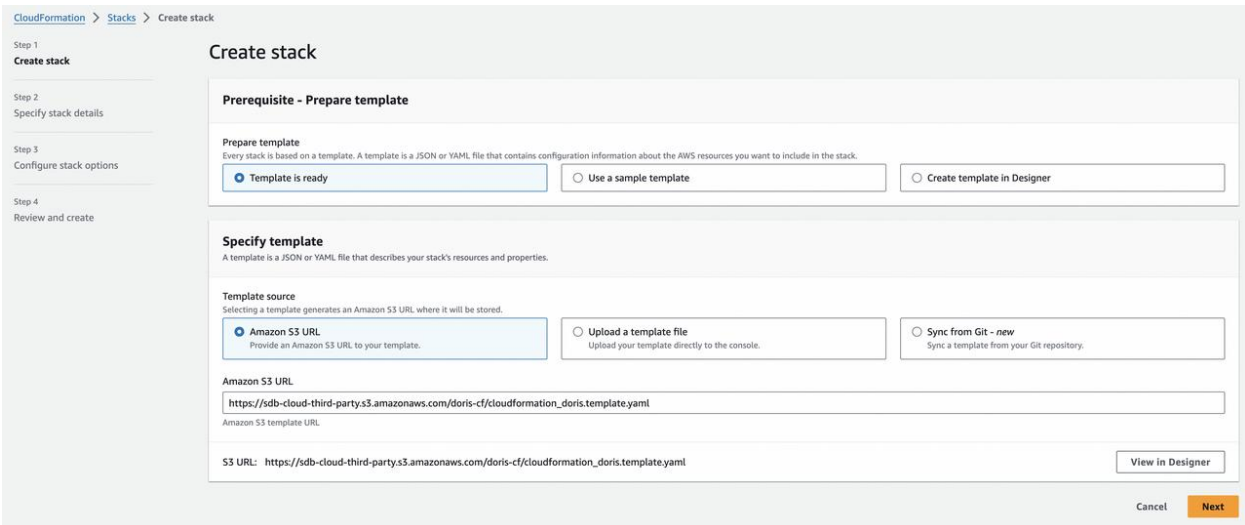 CloudFormation > Stacks > Create stack
Step 1
Create stack
Step 2
Specify stack details
Step 3
Configure stack options
Step 4
Review and create
Create stack
Prerequisite - Prepare template
Prepare template
Every stack is based on a template. A template is a JSON or YAML file that contains configuration information about the AWS resources you want to include in the stack.
Template is ready
Use a sample template
Create template in Designer
Specify template
A template is a JSON or YAML file that describes your stack's resources and properties.
Template source
Selecting a template generates an Amazon S3 URL where it will be stored.
Amazon S3 URL
Provide an Amazon S3 URL to your template.
Upload a template file
Upload your template directly to the console.
Sync from Git - new
Sync a template from your Git repository.
Amazon S3 URL
https://sdb-cloud-third-party.s3.amazonaws.com/doris-cf/cloudformation_doris.template.yaml
Amazon S3 template URL
S3 URL: https://sdb-cloud-third-party.s3.amazonaws.com/doris-cf/cloudformation_doris.template.yaml
View in Designer
Cancel
Next